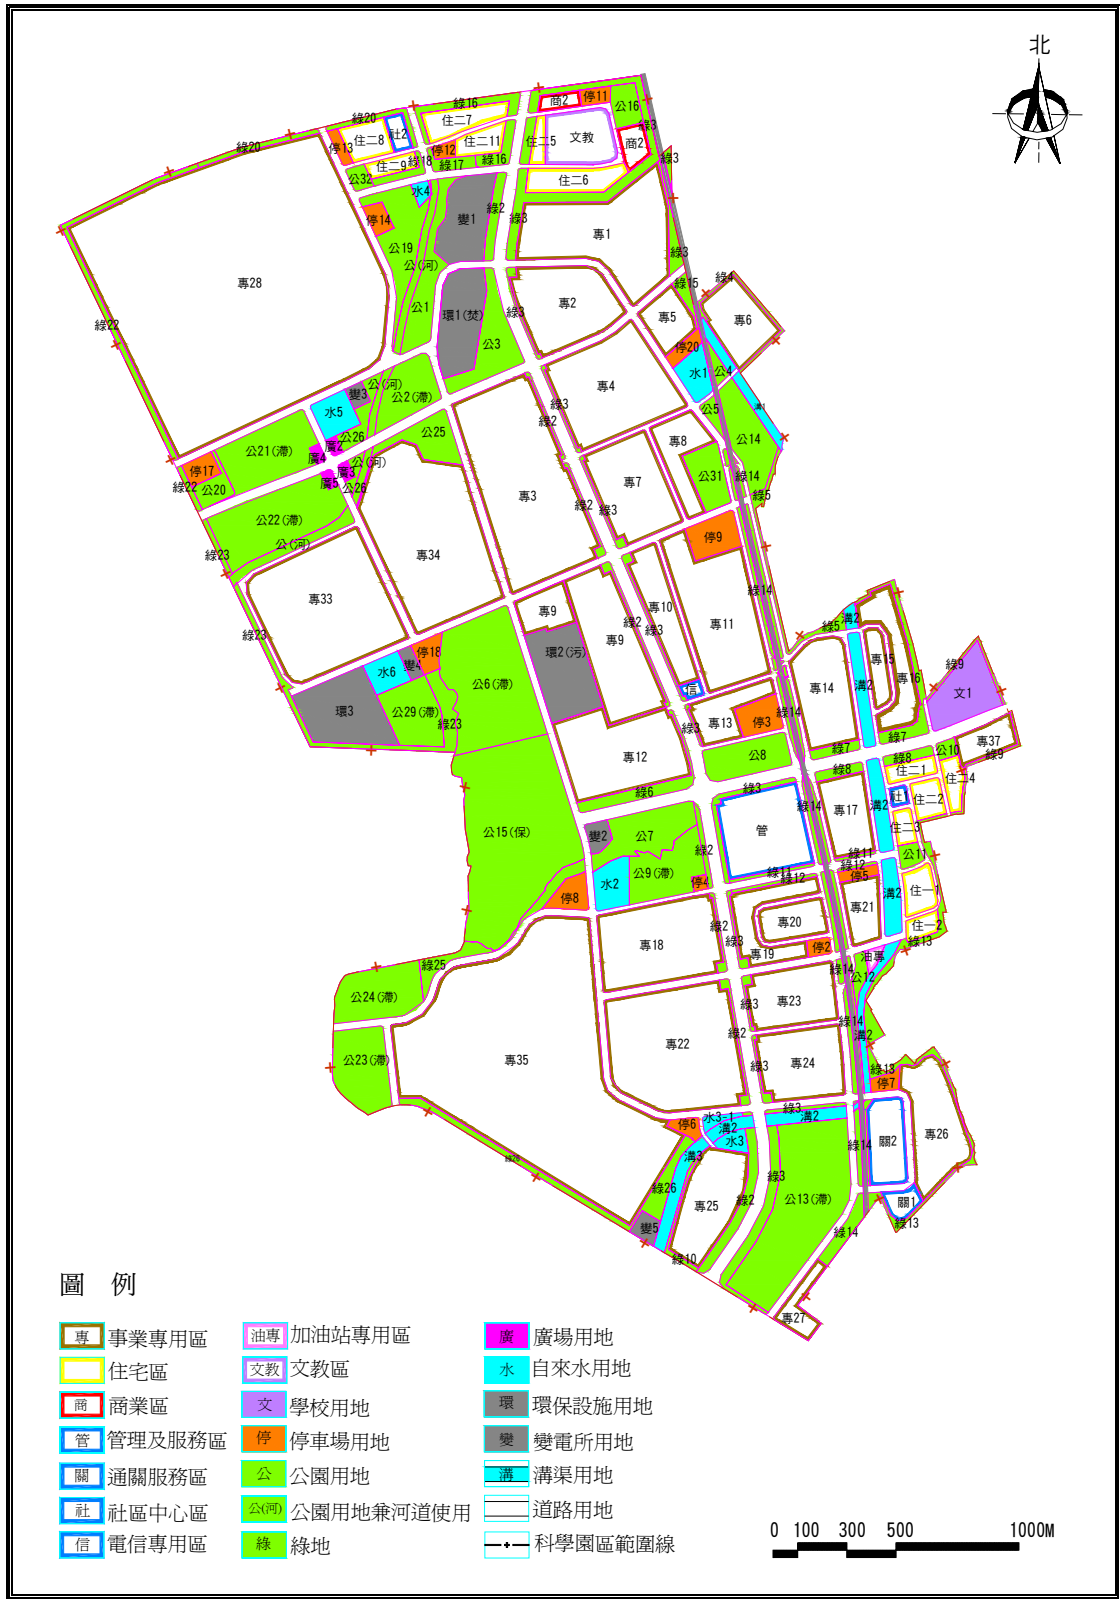 北
綠16
商2
停11
公16
綠20
住二7
綠3
停13
住二8
社2
住二11
住二5
文教
商2
綠20
停12
住二9
綠18
綠17
綠16
綠3
公32
水4
住二6
停14
變1
綠2
綠3
公19
專1
綠3
公(河)
專28
綠15
綠4
公1
環1(焚)
綠3
專2
專5
專6
綠22
公3
停20
水1
公4
公(河)
變3
公2(滯)
專4
綠3
公5
溝1
水5
綠2
公26
公25
廣2
公21(滯)
廣4
公(河)
專8
公14
停17
廣3
專7
公31
綠14
綠22
公20
廣5
公26
專3
綠5
公22(滯)
綠2
綠3
公(河)
停9
綠23
專34
綠14
專33
專9
專10
綠2
專11
綠5
溝2
綠23
綠3
專9
停18
環2(污)
專15
水6
變4
綠9
專16
公6(滯)
信
專14
溝2
文1
環3
公29(滯)
綠23
綠3
專13
停3
綠14
綠7
綠7
專37
專12
公8
綠8
公10
綠9
綠8
住二1
住二4
綠6
綠3
綠14
社1
住二2
專17
溝2
公15(保)
變2
公7
管
住二3
綠2
綠11
公11
公9(滯)
綠12
綠11
綠12
停5
水2
停4
停8
溝2
住一1
專21
專20
綠2
住一2
專18
綠3
專19
停2
綠13
油專
綠25
綠14
公12
公24(滯)
專23
綠3
綠14
溝2
綠2
專22
公23(滯)
專35
綠3
專24
綠13
停7
綠3
溝2
水3-1
停6
溝2
水3
專26
關2
綠14
溝3
綠3
綠26
綠2
專25
公13(滯)
關1
綠13
變5
綠14
綠10
專27
圖 例
專 事業專用區
油專 加油站專用區
廣 廣場用地
住宅區
文教 文教區
水 自來水用地
商 商業區
文 學校用地
環 環保設施用地
管 管理及服務區
停 停車場用地
變 變電所用地
關 通關服務區
公 公園用地
溝 溝渠用地
社 社區中心區
公(河) 公園用地兼河道使用
道路用地
信 電信專用區
綠 綠地
科學園區範圍線
0 100 300 500 1000M